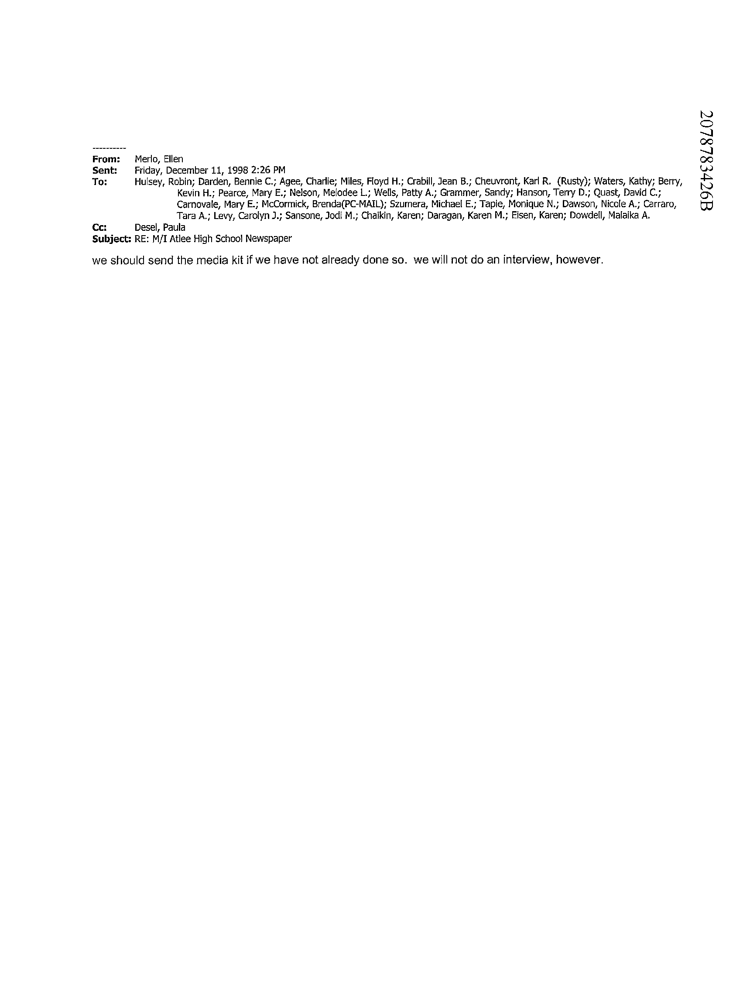 2078783426B
----------
From: Merlo, Ellen
Sent: Friday, December 11, 1998 2:26 PM
To: Hulsey, Robin; Darden, Bennie C.; Agee, Charlie; Miles, Floyd H.; Crabill, Jean B.; Cheuvront, Karl R. (Rusty); Waters, Kathy; Berry,
Kevin H.; Pearce, Mary E.; Nelson, Melodee L.; Wells, Patty A.; Grammer, Sandy; Hanson, Terry D.; Quast, David C.;
Carnovale, Mary E.; McCormick, Brenda(PC-MAIL); Szumera, Michael E.; Taple, Monique N.; Dawson, Nicole A.; Carraro,
Tara A.; Levy, Carolyn J.; Sansone, Jodi M.; Chaikin, Karen; Daragan, Karen M.; Eisen, Karen; Dowdell, Malaika A.
Cc: Desel, Paula
Subject: RE: M/I Atlee High School Newspaper
we should send the media kit if we have not already done so. we will not do an interview, however.